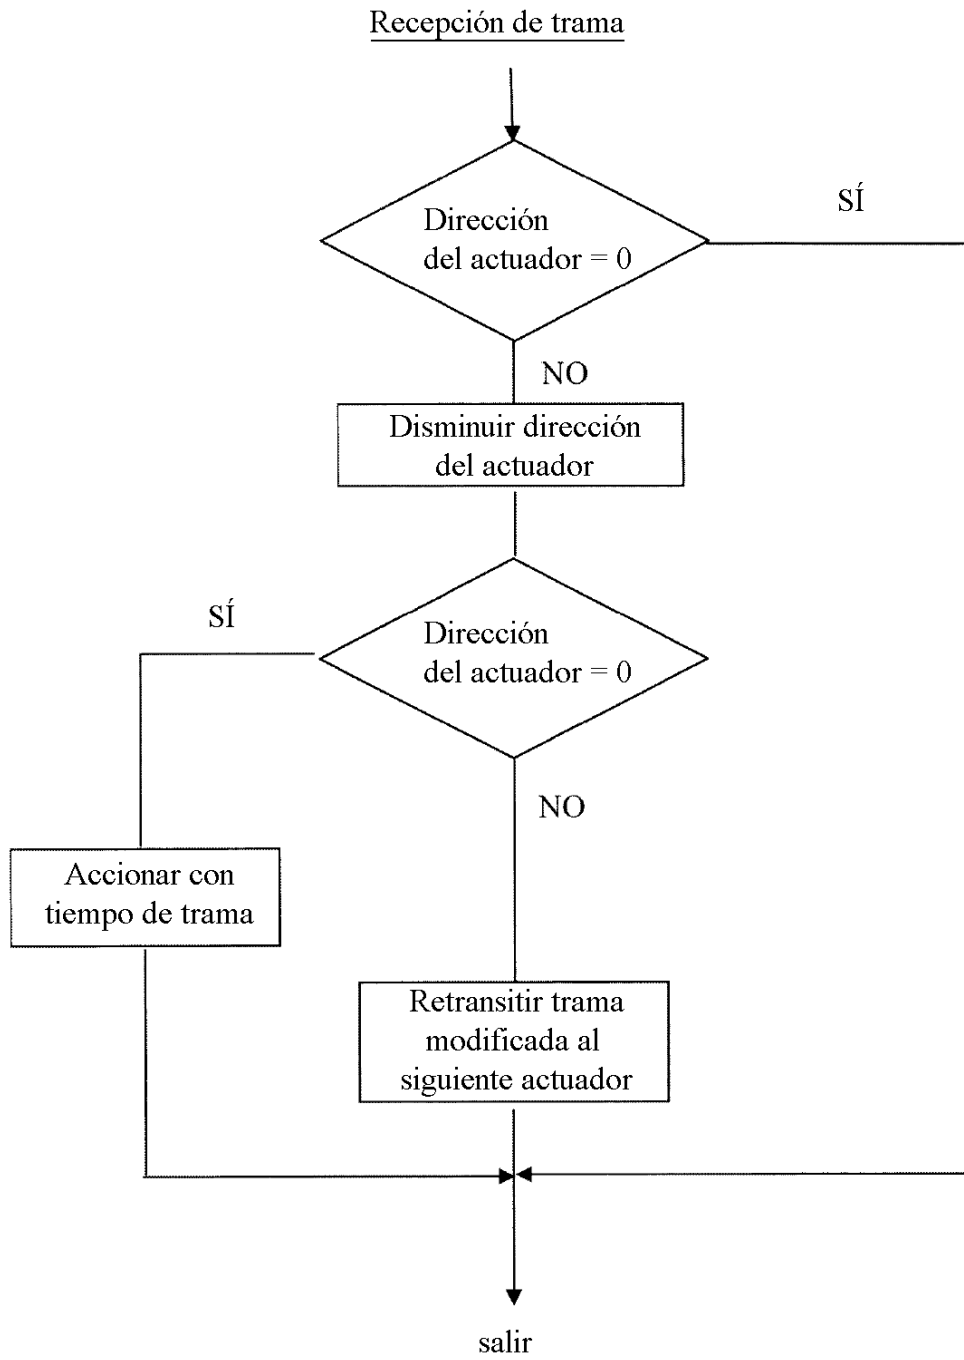 Recepción de trama
SÍ
Dirección
del actuador = 0
NO
Disminuir dirección
del actuador
SÍ
Dirección
del actuador = 0
NO
Accionar con
tiempo de trama
Retransitir trama
modificada al
siguiente actuador
salir